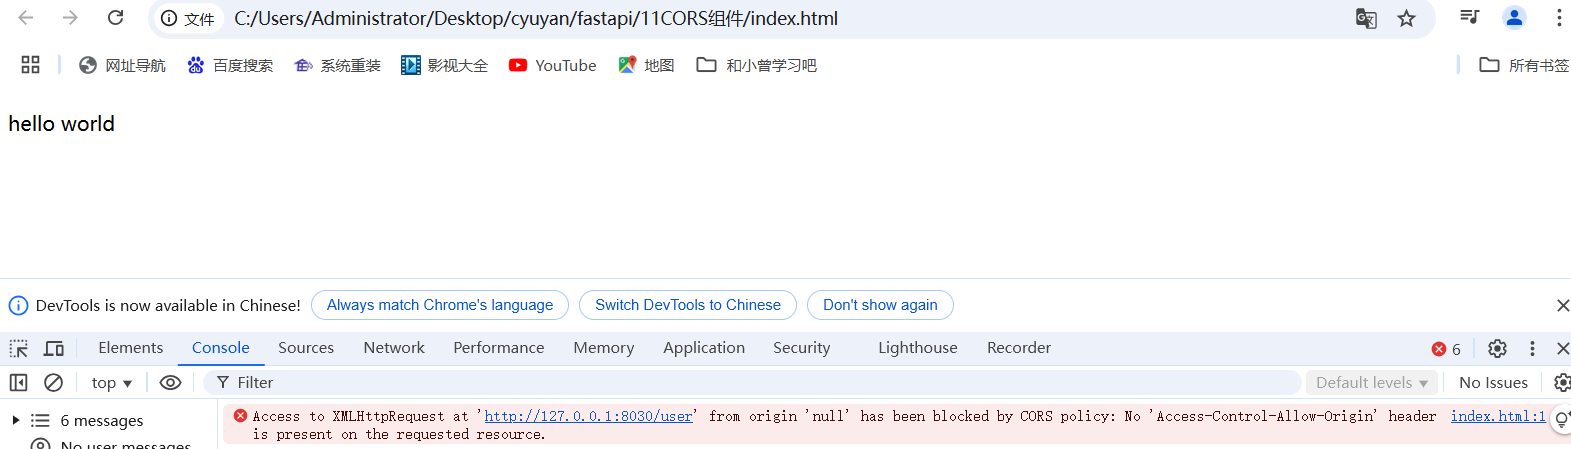 文件 C:/Users/Administrator/Desktop/cyuyan/fastapi/11CORS组件/index.html
网址导航 百度搜索 系统重装 影视大全 YouTube 地图 和小曾学习吧 所有书签
hello world
DevTools is now available in Chinese! Always match Chrome's language Switch DevTools to Chinese Don't show again
Elements Console Sources Network Performance Memory Application Security Lighthouse Recorder 6
top Filter Default levels No Issues
6 messages
Access to XMLHttpRequest at 'http://127.0.0.1:8030/user' from origin 'null' has been blocked by CORS policy: No 'Access-Control-Allow-Origin' header index.html:1
is present on the requested resource.
No user messages